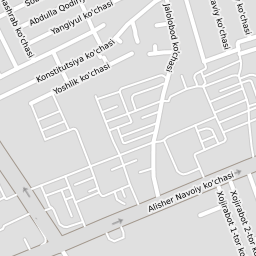 ashrab ko'chasi
Abdulla Qodiriy
Yangiyul ko'chasi
Konstitutsiya ko'chasi
Yoshlik ko'chasi
Jalolobod ko'chasi
ko'chasi
Alisher Navoiy ko'chasi
Xojirabot 1-tor ko
Xojirabot 2-tor